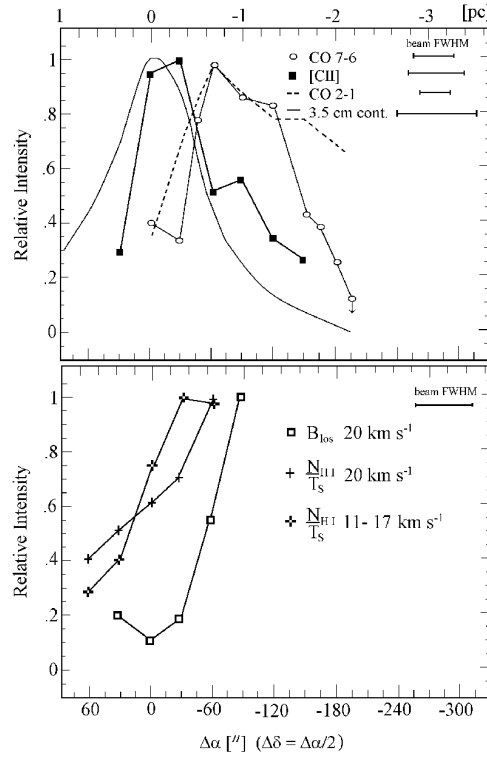 1 0 -1 -2 -3 [pc]
beam FWHM
CO 7-6
[CII]
CO 2-1
3.5 cm cont.
Relative Intensity
1
.8
.6
.4
.2
0
beam FWHM
B_los 20 km s⁻¹
N_HI/T_S 20 km s⁻¹
N_HI/T_S 11- 17 km s⁻¹
Relative Intensity
1
.8
.6
.4
.2
0
60 0 -60 -120 -180 -240 -300
Δα ["] (Δδ = Δα/2)